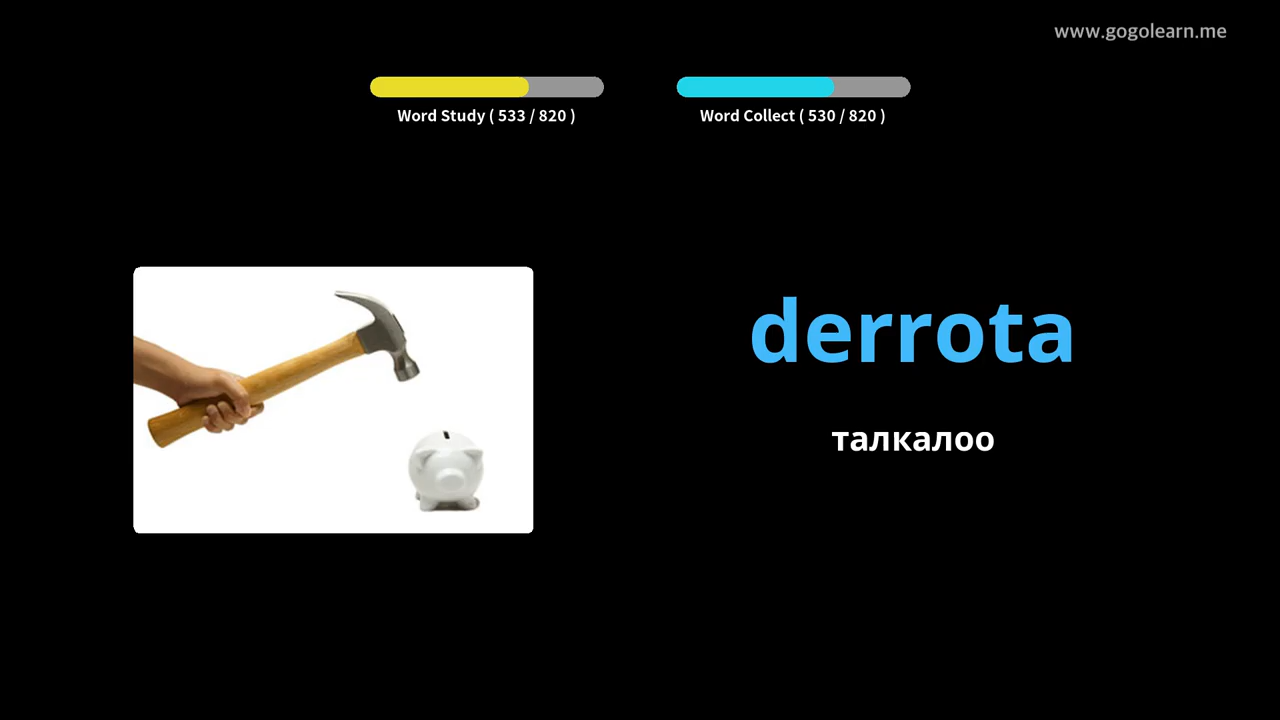 www.gogolearn.me
Word Study ( 533 / 820 )
Word Collect ( 530 / 820 )
derrota
талкалоо